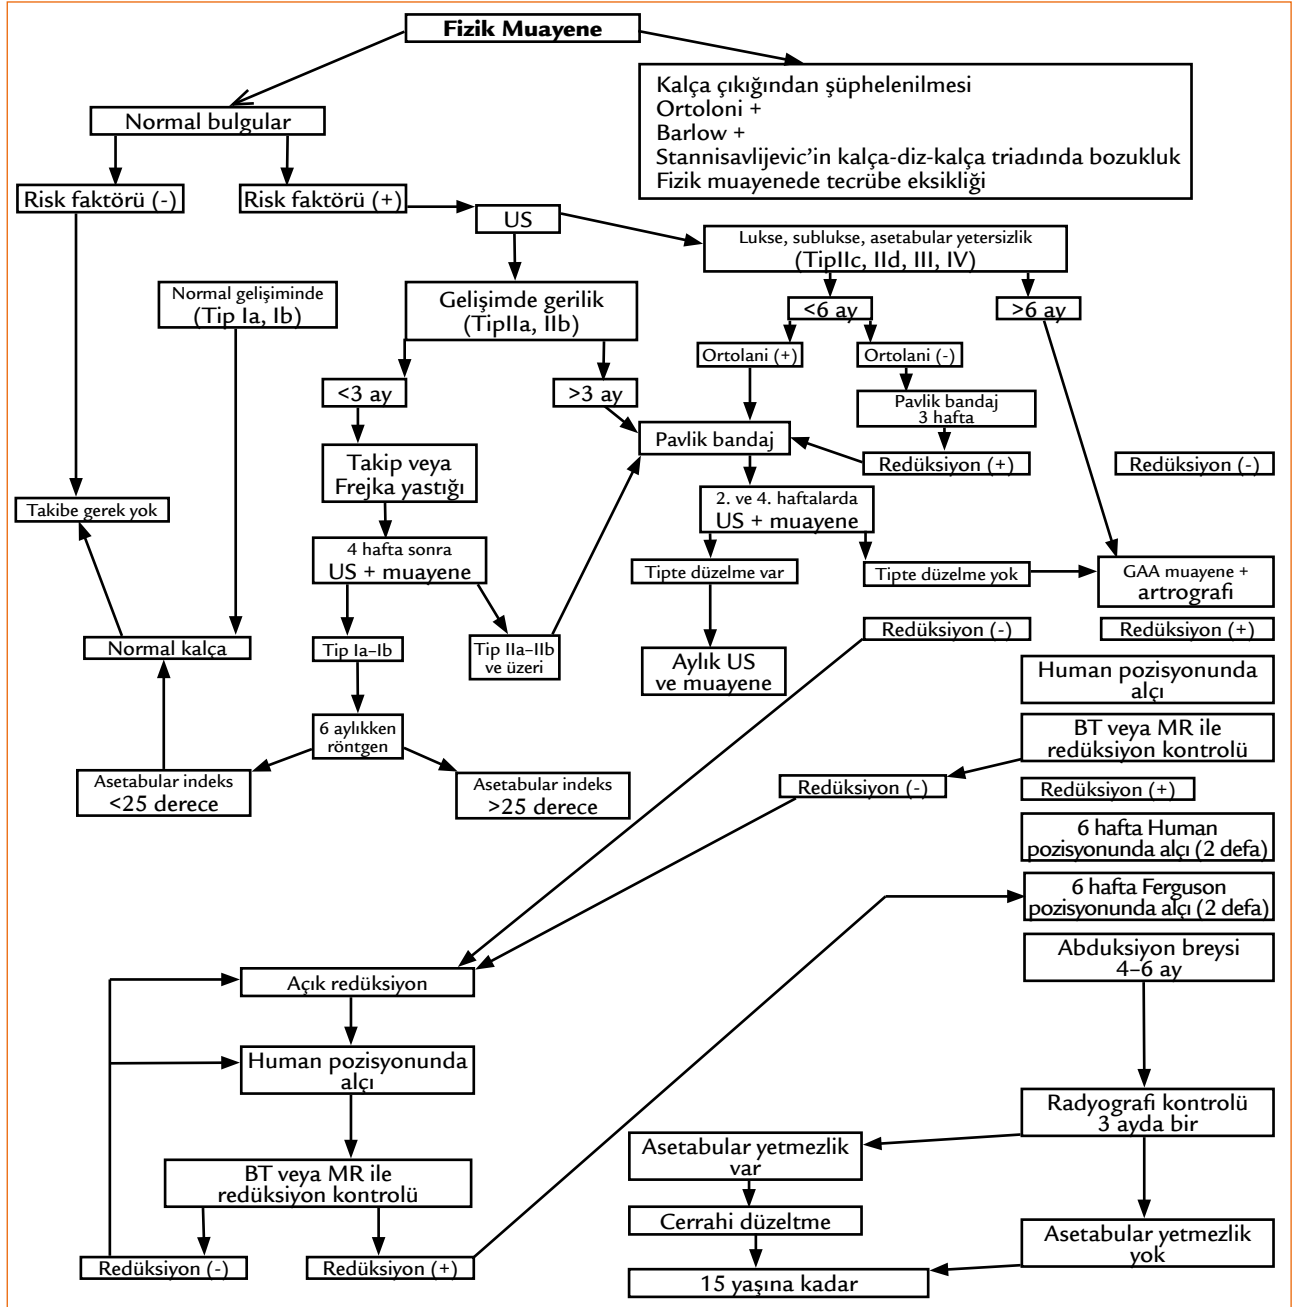 Fizik Muayene
Kalça çıkığından şüphelenilmesi
Ortoloni +
Barlow +
Stannisavlijevic’in kalça-diz-kalça triadında bozukluk
Fizik muayenede tecrübe eksikliği
Normal bulgular
Risk faktörü (-)
Risk faktörü (+)
US
Lukse, sublukse, asetabular yetersizlik
(TipIIc, IId, III, IV)
Normal gelişiminde
(Tip Ia, Ib)
Gelişimde gerilik
(TipIIa, IIb)
<6 ay
>6 ay
Ortolani (+)
Ortolani (-)
<3 ay
>3 ay
Pavlik bandaj
3 hafta
Pavlik bandaj
Redüksiyon (+)
Redüksiyon (-)
Takip veya
Frejka yastığı
Takibe gerek yok
2. ve 4. haftalarda
US + muayene
4 hafta sonra
US + muayene
Tipte düzelme var
Tipte düzelme yok
GAA muayene +
artrografi
Redüksiyon (-)
Redüksiyon (+)
Normal kalça
Tip Ia–Ib
Tip IIa–IIb
ve üzeri
Aylık US
ve muayene
Human pozisyonunda
alçı
6 aylıkken
röntgen
BT veya MR ile
redüksiyon kontrolü
Asetabular indeks
<25 derece
Asetabular indeks
>25 derece
Redüksiyon (-)
Redüksiyon (+)
6 hafta Human
pozisyonunda alçı (2 defa)
6 hafta Ferguson
pozisyonunda alçı (2 defa)
Abduksiyon breysi
4–6 ay
Açık redüksiyon
Human pozisyonunda
alçı
Radyografi kontrolü
3 ayda bir
Asetabular yetmezlik
var
BT veya MR ile
redüksiyon kontrolü
Cerrahi düzeltme
Asetabular yetmezlik
yok
Redüksiyon (-)
Redüksiyon (+)
15 yaşına kadar